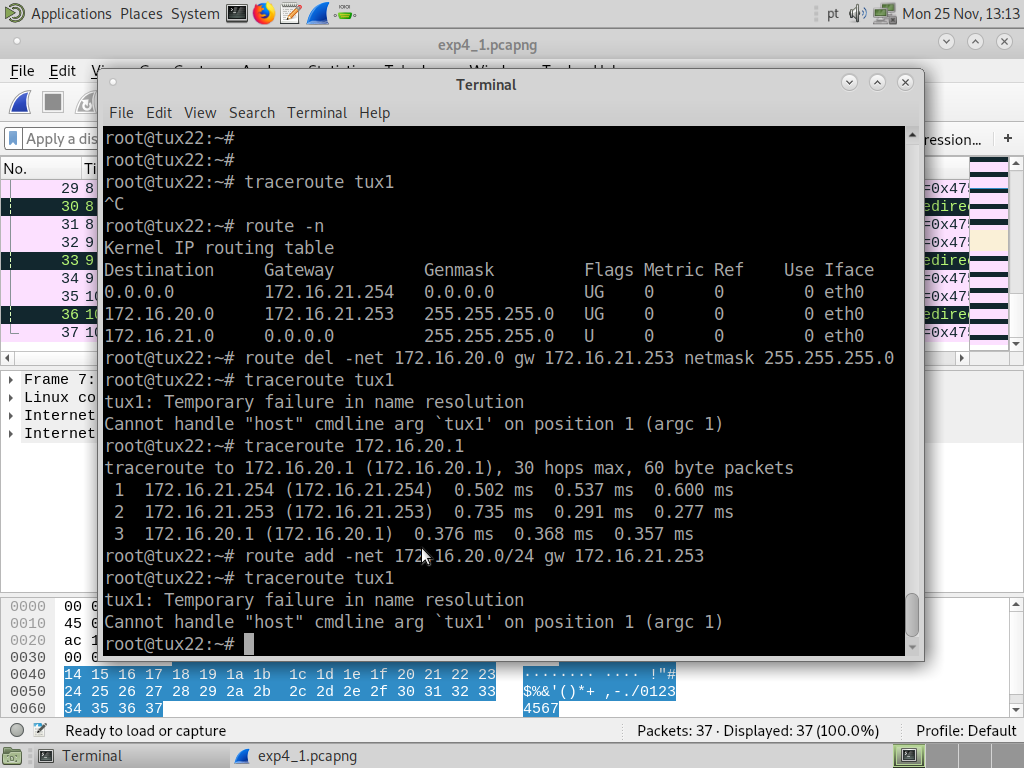 Applications Places System pt Mon 25 Nov, 13:13
exp4_1.pcapng
File Edit
Terminal
File Edit View Search Terminal Help
Apply a dis
ression... +
No. Ti
root@tux22:~#
root@tux22:~#
root@tux22:~# traceroute tux1
^C
root@tux22:~# route -n
Kernel IP routing table
Destination Gateway Genmask Flags Metric Ref Use Iface
0.0.0.0 172.16.21.254 0.0.0.0 UG 0 0 0 eth0
172.16.20.0 172.16.21.253 255.255.255.0 UG 0 0 0 eth0
172.16.21.0 0.0.0.0 255.255.255.0 U 0 0 0 eth0
root@tux22:~# route del -net 172.16.20.0 gw 172.16.21.253 netmask 255.255.255.0
root@tux22:~# traceroute tux1
tux1: Temporary failure in name resolution
Cannot handle "host" cmdline arg `tux1' on position 1 (argc 1)
root@tux22:~# traceroute 172.16.20.1
traceroute to 172.16.20.1 (172.16.20.1), 30 hops max, 60 byte packets
1 172.16.21.254 (172.16.21.254) 0.502 ms 0.537 ms 0.600 ms
2 172.16.21.253 (172.16.21.253) 0.735 ms 0.291 ms 0.277 ms
3 172.16.20.1 (172.16.20.1) 0.376 ms 0.368 ms 0.357 ms
root@tux22:~# route add -net 172.16.20.0/24 gw 172.16.21.253
root@tux22:~# traceroute tux1
tux1: Temporary failure in name resolution
Cannot handle "host" cmdline arg `tux1' on position 1 (argc 1)
root@tux22:~#
29 8 =0x475
30 8 edire
31 8 =0x475
32 9 =0x475
33 9 edire
34 9 =0x475
35 10 =0x475
36 10 edire
37 10 =0x475
Frame 7:
Linux co
Internet
Internet
0000 00 0
0010 45 0
0020 ac 1
0030 00 0
0040 14 15 16 17 18 19 1a 1b 1c 1d 1e 1f 20 21 22 23 ········ ···· !"#
0050 24 25 26 27 28 29 2a 2b 2c 2d 2e 2f 30 31 32 33 $%&'()*+ ,-./0123
0060 34 35 36 37 4567
Ready to load or capture Packets: 37 · Displayed: 37 (100.0%) Profile: Default
Terminal exp4_1.pcapng